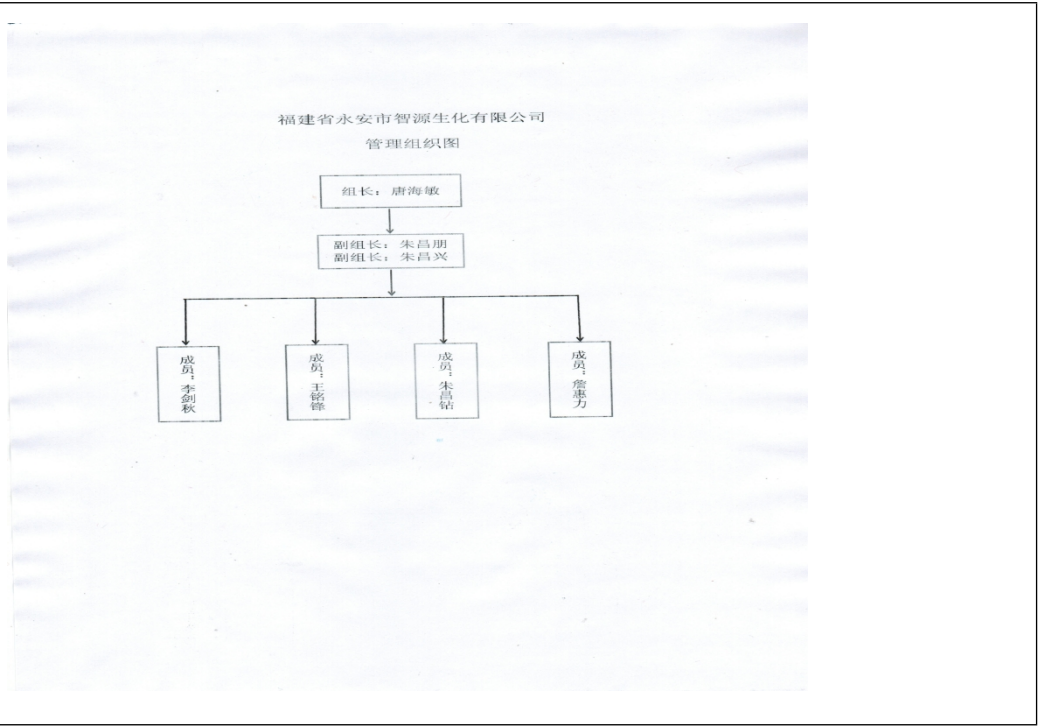 福建省永安市智源生化有限公司
管理组织图
组长：唐海敏
副组长：朱昌朋
副组长：朱昌兴
成员：李剑秋
成员：王铭锋
成员：朱昌钻
成员：詹惠力